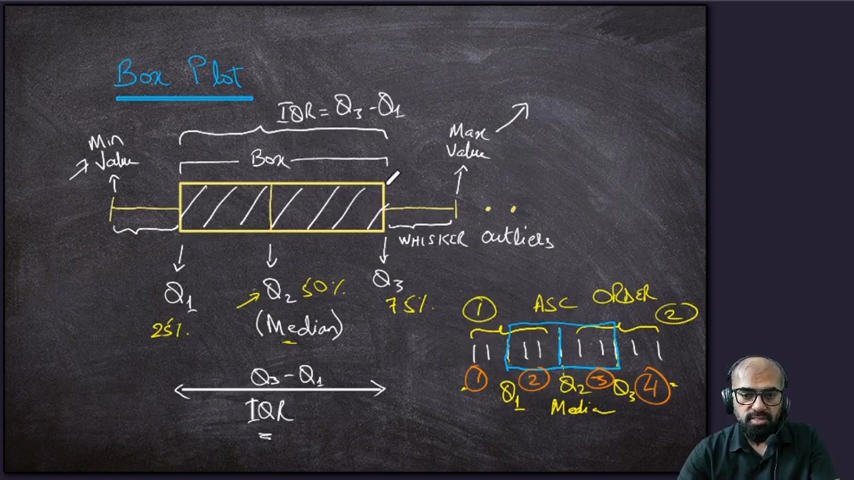 Box Plot
IQR = Q3 - Q1
Min
Value
Box
Max
Value
WHISKER outliers
Q1
25%
Q2 50%
(Median)
Q3
75%
Q3 - Q1
IQR
ASC ORDER
1 2
1 2 3 4
Q1 Q2 Q3
Media